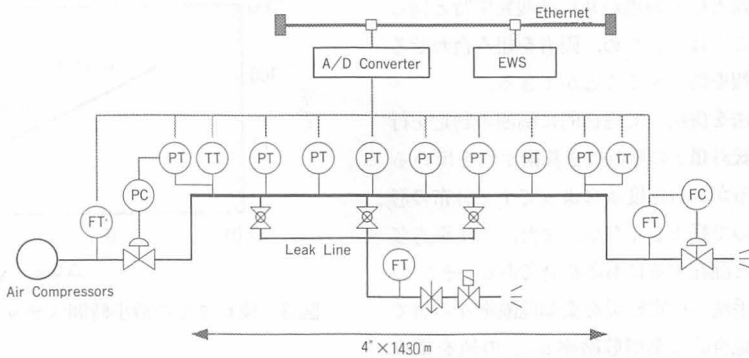 Ethernet
A/D Converter
EWS
PT TT PT PT PT PT PT PT PT TT
PC
FC
FT
FT
Leak Line
FT
Air Compressors
4"×1430m